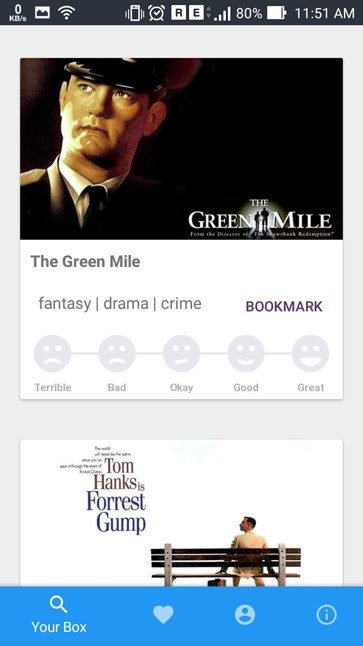 0
KB/s
R E
80%
11:51 AM
THE
GREEN MILE
From the Director of "The Shawshank Redemption"
The Green Mile
fantasy | drama | crime
BOOKMARK
Terrible
Bad
Okay
Good
Great
The world
will never be the same
once you've
seen it through the eyes of
Forrest Gump.
Tom
Hanks is
Forrest
Gump
Your Box